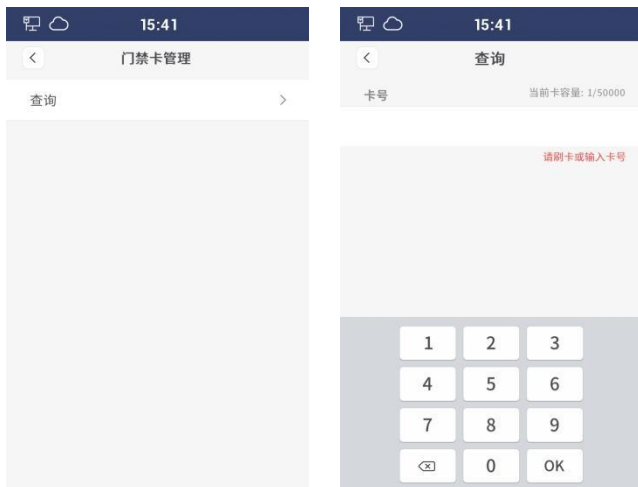 15:41
门禁卡管理
查询
15:41
查询
卡号
当前卡容量: 1/50000
请刷卡或输入卡号
1 2 3
4 5 6
7 8 9
0 OK